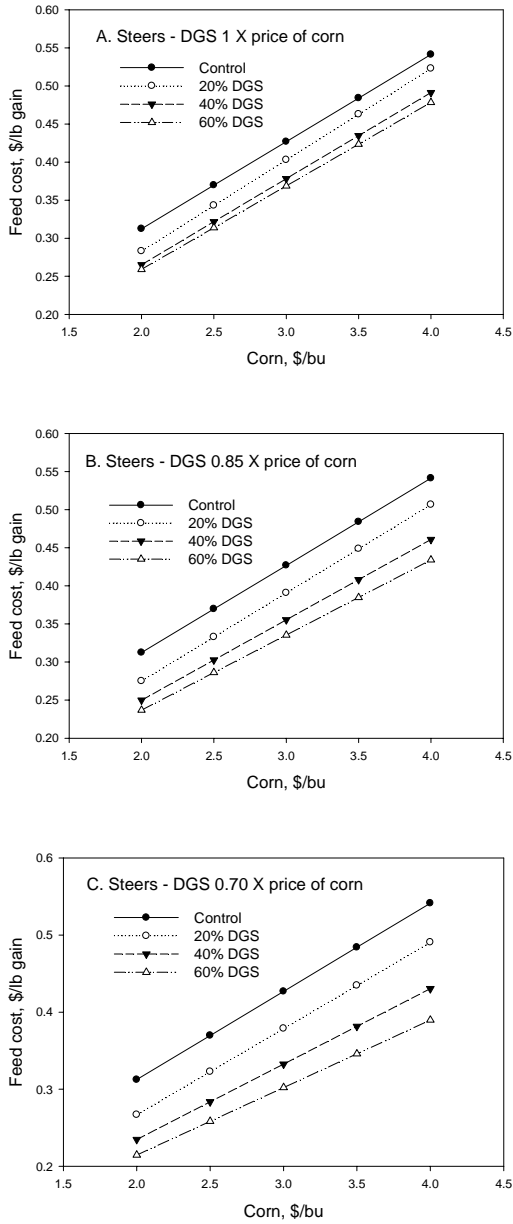 A. Steers - DGS 1 X price of corn
Control
20% DGS
40% DGS
60% DGS
Feed cost, $/lb gain
0.60
0.55
0.50
0.45
0.40
0.35
0.30
0.25
0.20
1.5 2.0 2.5 3.0 3.5 4.0 4.5
Corn, $/bu
B. Steers - DGS 0.85 X price of corn
Control
20% DGS
40% DGS
60% DGS
Feed cost, $/lb gain
0.60
0.55
0.50
0.45
0.40
0.35
0.30
0.25
0.20
1.5 2.0 2.5 3.0 3.5 4.0 4.5
Corn, $/bu
C. Steers - DGS 0.70 X price of corn
Control
20% DGS
40% DGS
60% DGS
Feed cost, $/lb gain
0.6
0.5
0.4
0.3
0.2
1.5 2.0 2.5 3.0 3.5 4.0 4.5
Corn, $/bu